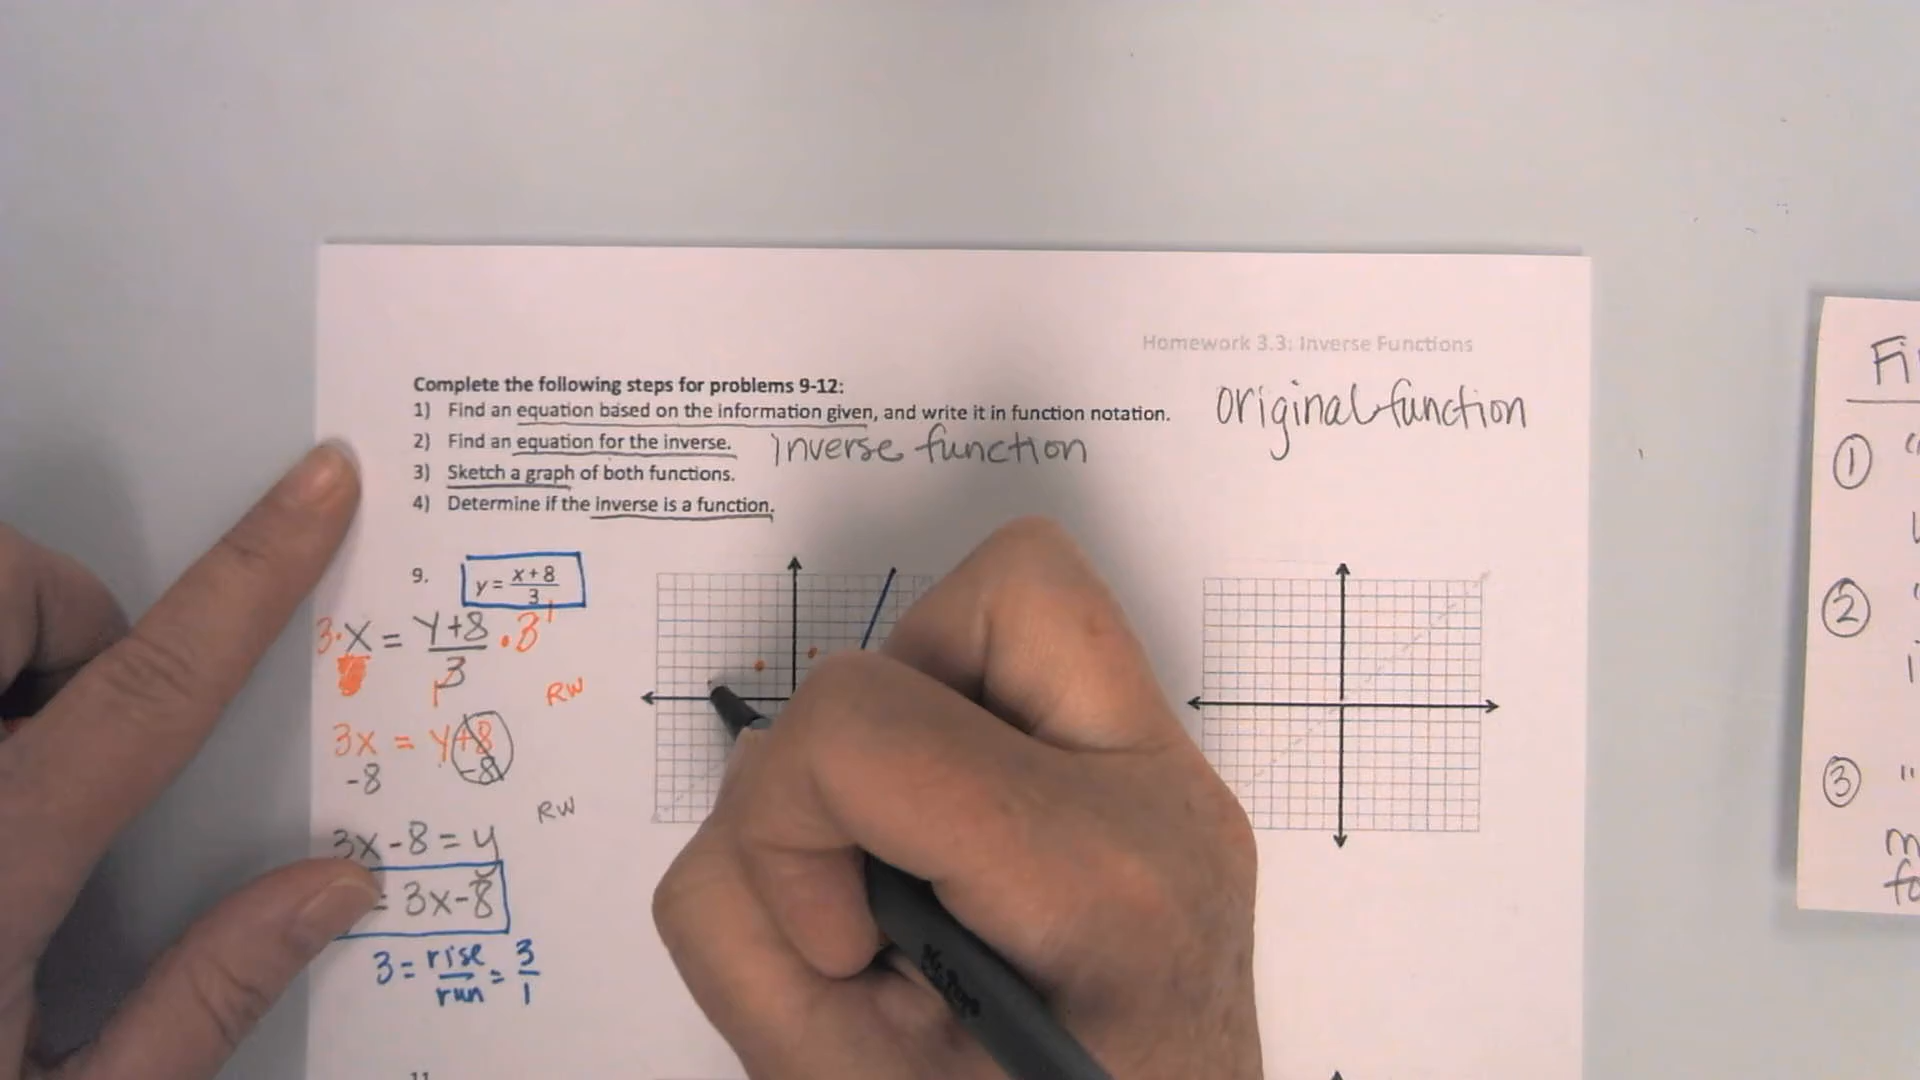 Homework 3.3: Inverse Functions
Complete the following steps for problems 9-12:
1) Find an equation based on the information given, and write it in function notation.
original function
2) Find an equation for the inverse.
inverse function
3) Sketch a graph of both functions.
4) Determine if the inverse is a function.
9. y = x+8 / 3
3·x = y+8 / 3 ·3
RW
3x = y+8
-8 -8
RW
3x-8 = y
= 3x-8
3 = rise/run = 3/1
11
Fi
1
2
3